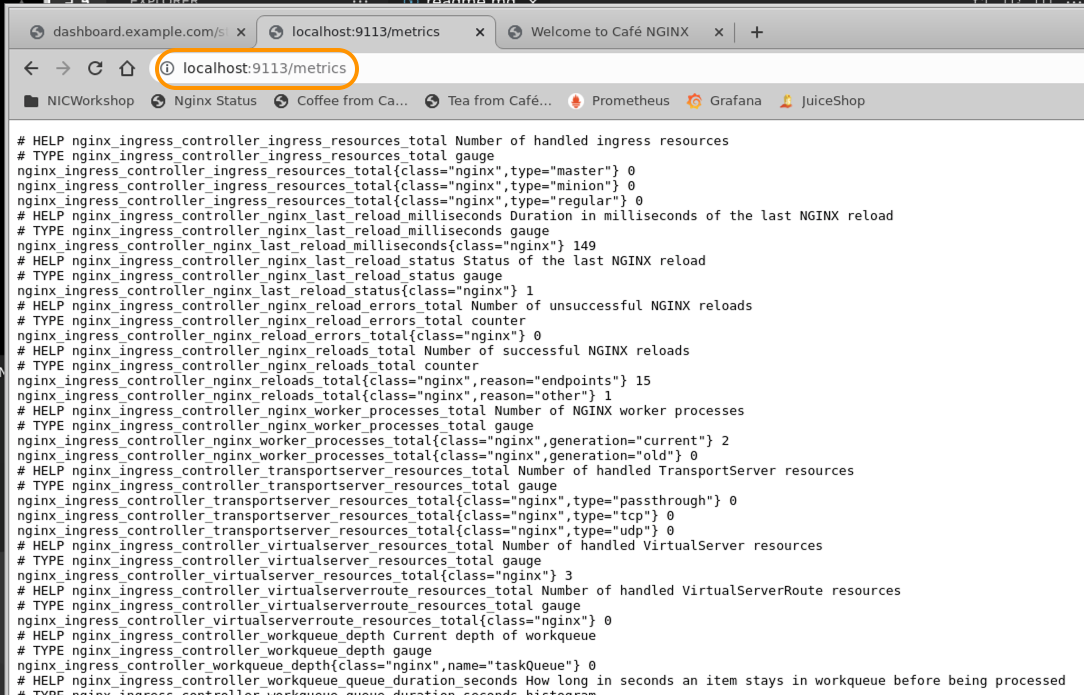 EXPLORER
readme.md
dashboard.example.com/s
localhost:9113/metrics
Welcome to Café NGINX
localhost:9113/metrics
NICWorkshop
Nginx Status
Coffee from Ca...
Tea from Café...
Prometheus
Grafana
JuiceShop
# HELP nginx_ingress_controller_ingress_resources_total Number of handled ingress resources
# TYPE nginx_ingress_controller_ingress_resources_total gauge
nginx_ingress_controller_ingress_resources_total{class="nginx",type="master"} 0
nginx_ingress_controller_ingress_resources_total{class="nginx",type="minion"} 0
nginx_ingress_controller_ingress_resources_total{class="nginx",type="regular"} 0
# HELP nginx_ingress_controller_nginx_last_reload_milliseconds Duration in milliseconds of the last NGINX reload
# TYPE nginx_ingress_controller_nginx_last_reload_milliseconds gauge
nginx_ingress_controller_nginx_last_reload_milliseconds{class="nginx"} 149
# HELP nginx_ingress_controller_nginx_last_reload_status Status of the last NGINX reload
# TYPE nginx_ingress_controller_nginx_last_reload_status gauge
nginx_ingress_controller_nginx_last_reload_status{class="nginx"} 1
# HELP nginx_ingress_controller_nginx_reload_errors_total Number of unsuccessful NGINX reloads
# TYPE nginx_ingress_controller_nginx_reload_errors_total counter
nginx_ingress_controller_nginx_reload_errors_total{class="nginx"} 0
# HELP nginx_ingress_controller_nginx_reloads_total Number of successful NGINX reloads
# TYPE nginx_ingress_controller_nginx_reloads_total counter
nginx_ingress_controller_nginx_reloads_total{class="nginx",reason="endpoints"} 15
nginx_ingress_controller_nginx_reloads_total{class="nginx",reason="other"} 1
# HELP nginx_ingress_controller_nginx_worker_processes_total Number of NGINX worker processes
# TYPE nginx_ingress_controller_nginx_worker_processes_total gauge
nginx_ingress_controller_nginx_worker_processes_total{class="nginx",generation="current"} 2
nginx_ingress_controller_nginx_worker_processes_total{class="nginx",generation="old"} 0
# HELP nginx_ingress_controller_transportserver_resources_total Number of handled TransportServer resources
# TYPE nginx_ingress_controller_transportserver_resources_total gauge
nginx_ingress_controller_transportserver_resources_total{class="nginx",type="passthrough"} 0
nginx_ingress_controller_transportserver_resources_total{class="nginx",type="tcp"} 0
nginx_ingress_controller_transportserver_resources_total{class="nginx",type="udp"} 0
# HELP nginx_ingress_controller_virtualserver_resources_total Number of handled VirtualServer resources
# TYPE nginx_ingress_controller_virtualserver_resources_total gauge
nginx_ingress_controller_virtualserver_resources_total{class="nginx"} 3
# HELP nginx_ingress_controller_virtualserverroute_resources_total Number of handled VirtualServerRoute resources
# TYPE nginx_ingress_controller_virtualserverroute_resources_total gauge
nginx_ingress_controller_virtualserverroute_resources_total{class="nginx"} 0
# HELP nginx_ingress_controller_workqueue_depth Current depth of workqueue
# TYPE nginx_ingress_controller_workqueue_depth gauge
nginx_ingress_controller_workqueue_depth{class="nginx",name="taskQueue"} 0
# HELP nginx_ingress_controller_workqueue_queue_duration_seconds How long in seconds an item stays in workqueue before being processed
# TYPE nginx_ingress_controller_workqueue_queue_duration_seconds histogram